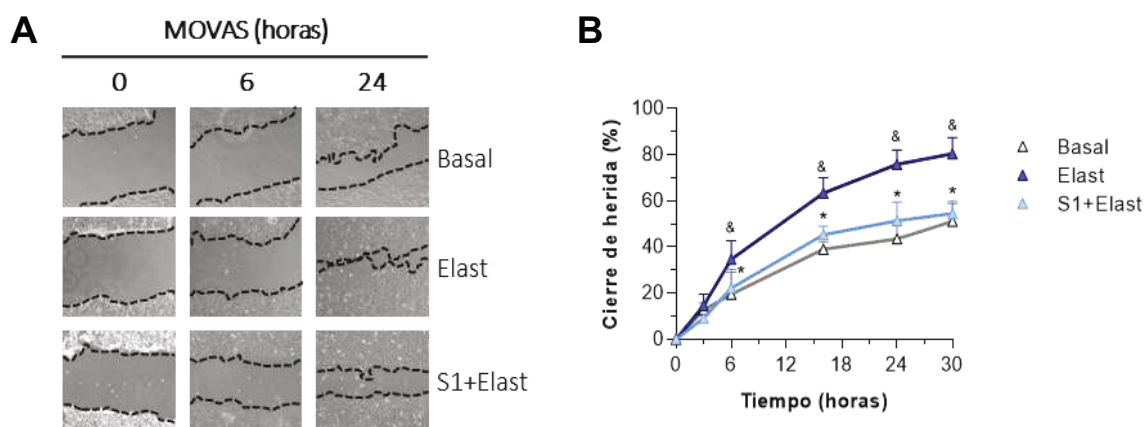 A
MOVAS (horas)
0 6 24
Basal
Elast
S1+Elast
B
100
80
60
40
20
0
Cierre de herida (%)
& & & &
* * * *
0 6 12 18 24 30
Tiempo (horas)
Basal
Elast
S1+Elast